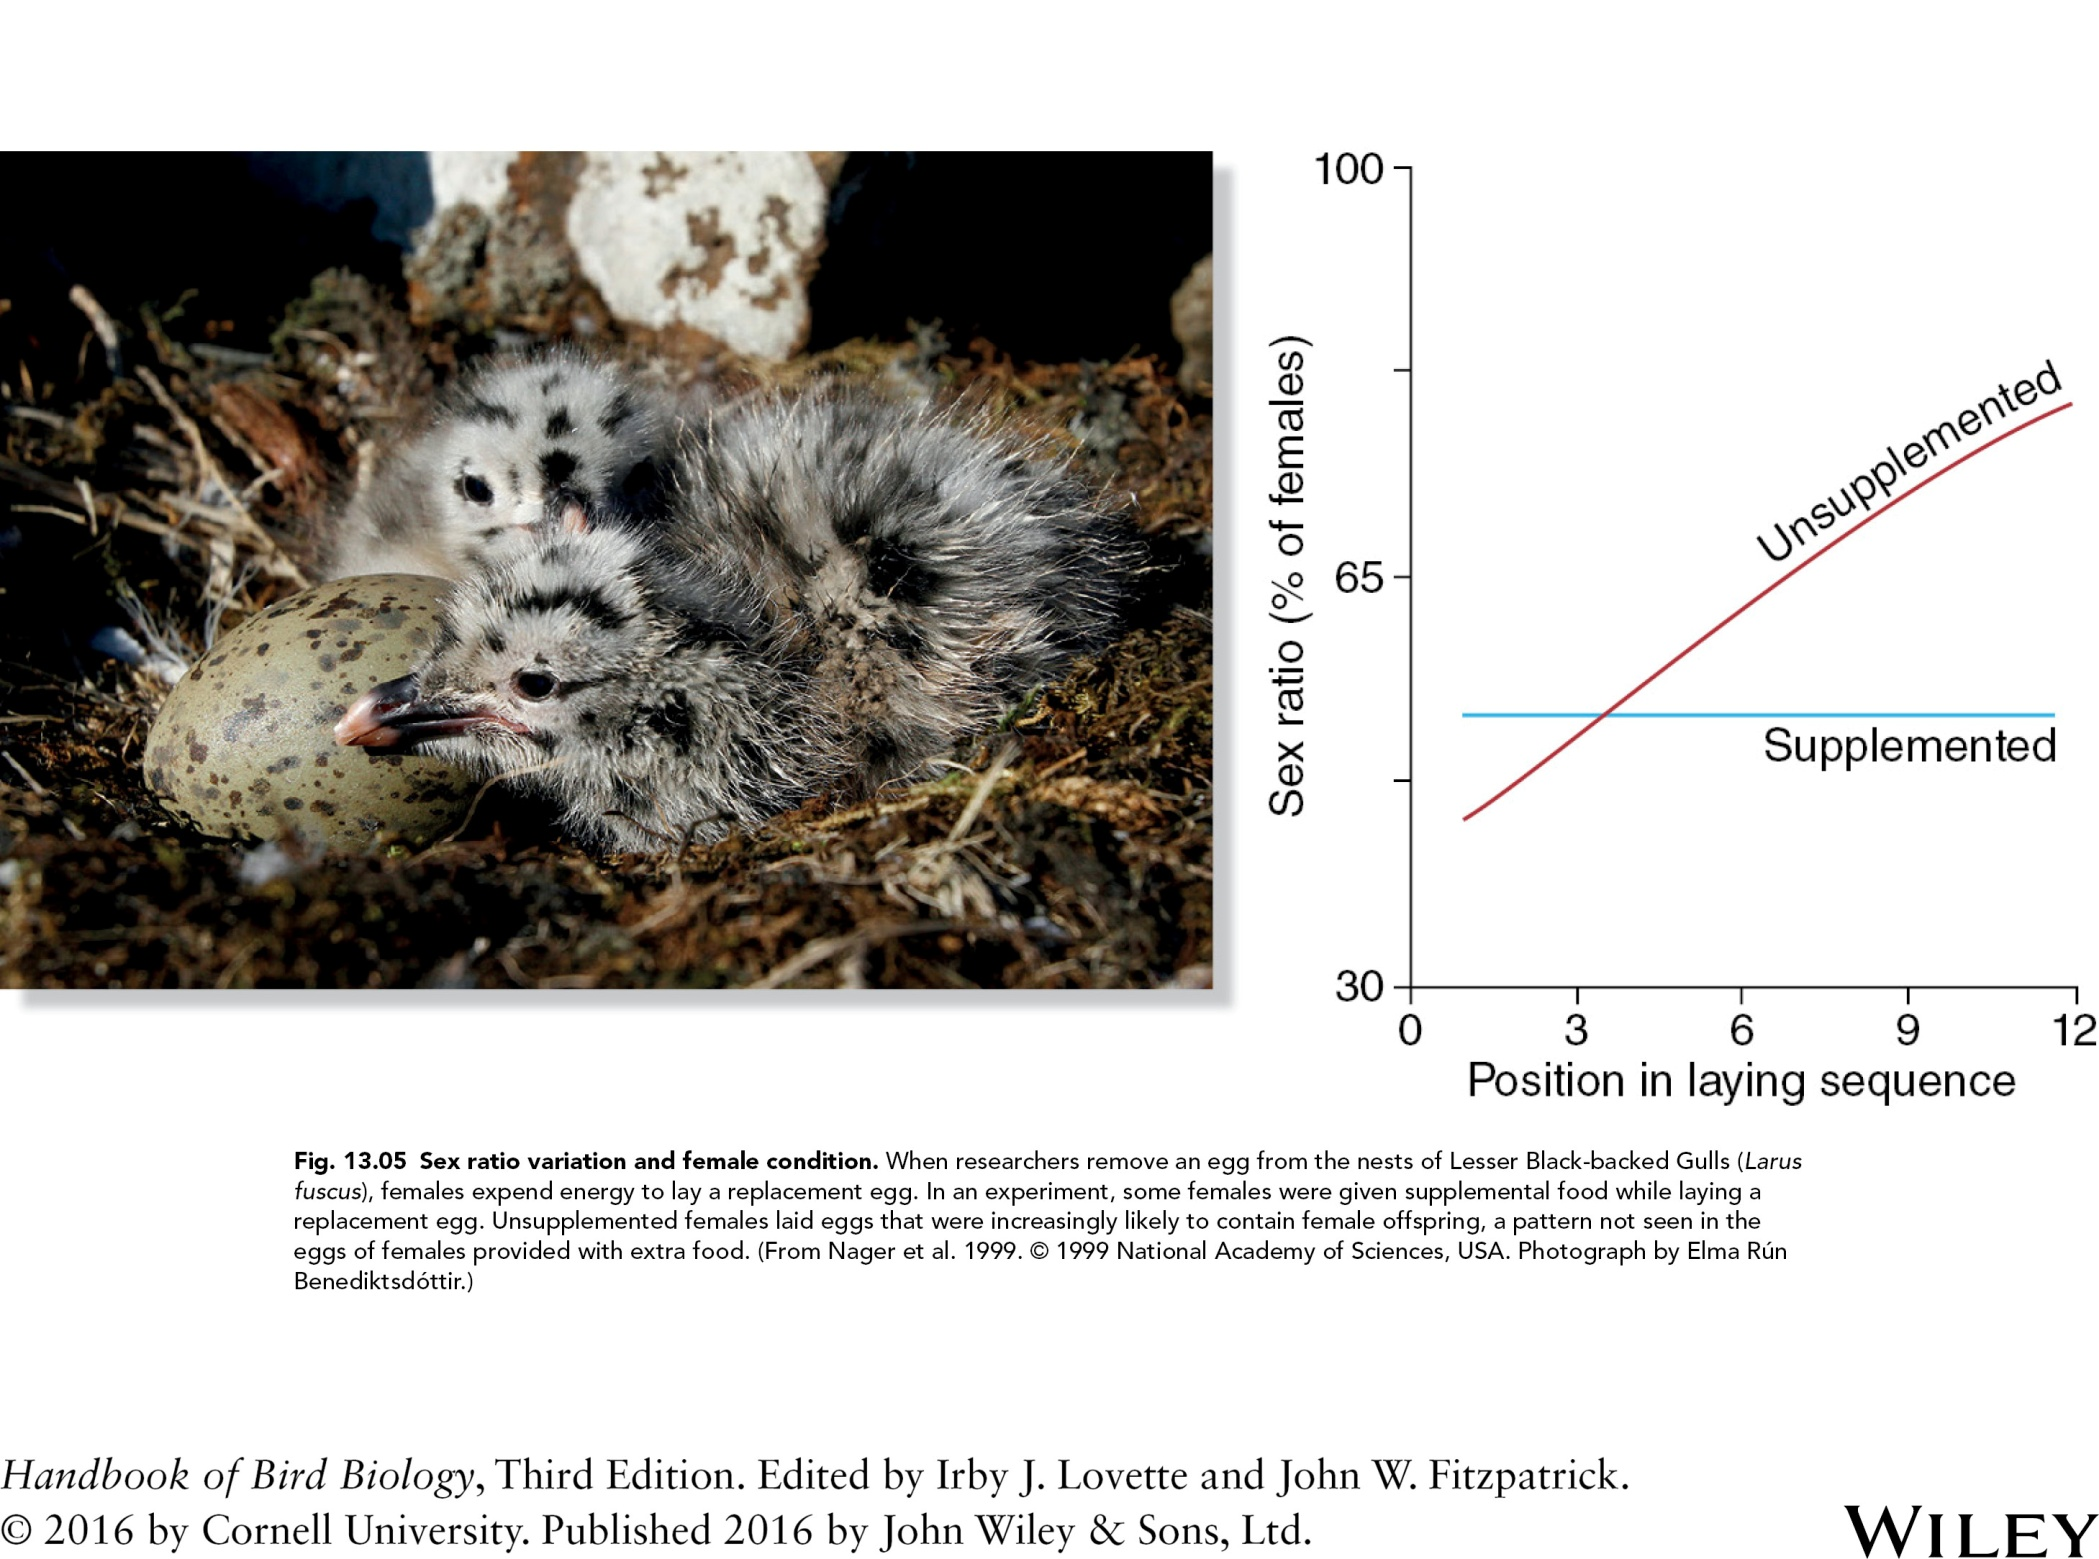 100
65
30
Sex ratio (% of females)
Unsupplemented
Supplemented
0 3 6 9 12
Position in laying sequence
Fig. 13.05 Sex ratio variation and female condition. When researchers remove an egg from the nests of Lesser Black-backed Gulls (Larus
fuscus), females expend energy to lay a replacement egg. In an experiment, some females were given supplemental food while laying a
replacement egg. Unsupplemented females laid eggs that were increasingly likely to contain female offspring, a pattern not seen in the
eggs of females provided with extra food. (From Nager et al. 1999. © 1999 National Academy of Sciences, USA. Photograph by Elma Rún
Benediktsdóttir.)
Handbook of Bird Biology, Third Edition. Edited by Irby J. Lovette and John W. Fitzpatrick.
© 2016 by Cornell University. Published 2016 by John Wiley & Sons, Ltd.
WILEY